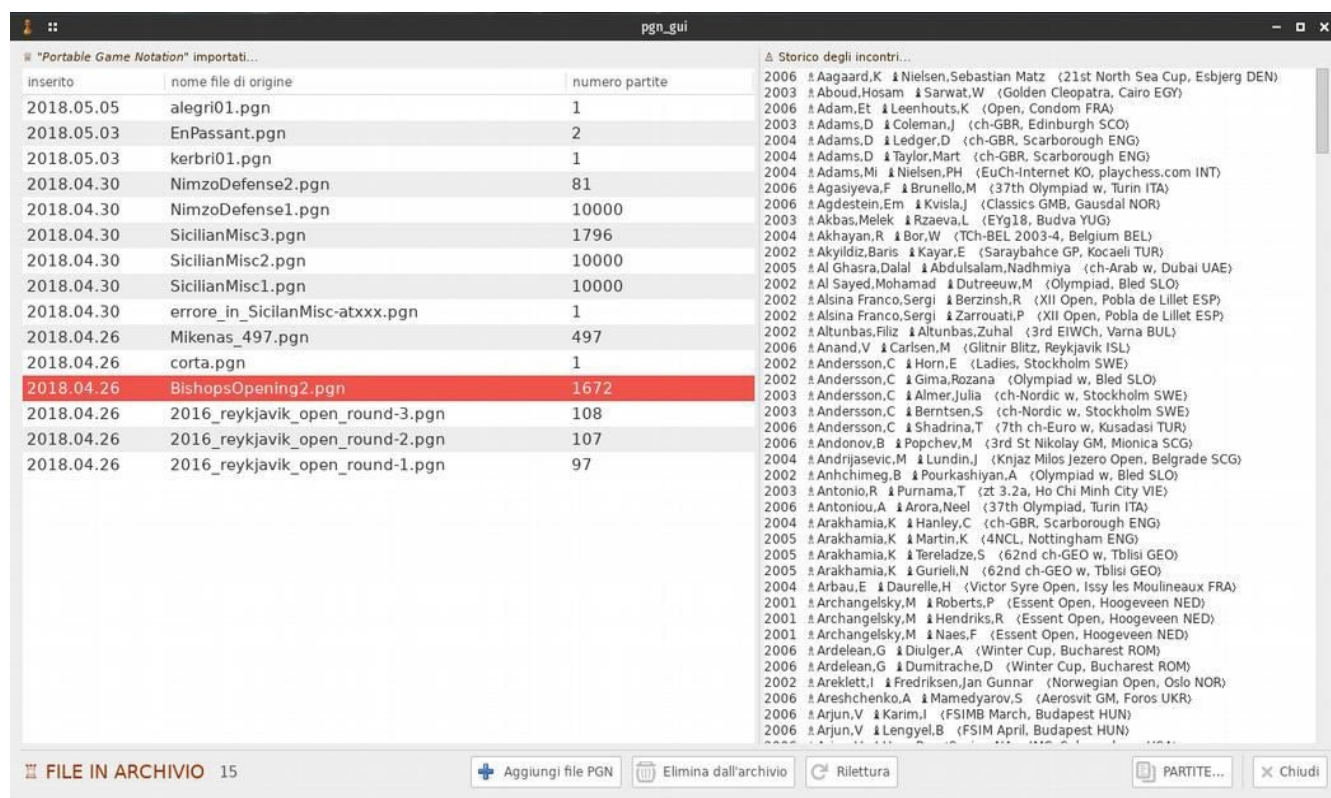 pgn_gui
"Portable Game Notation" importati...
inserito nome file di origine numero partite
2018.05.05 alegri01.pgn 1
2018.05.03 EnPassant.pgn 2
2018.05.03 kerbri01.pgn 1
2018.04.30 NimzoDefense2.pgn 81
2018.04.30 NimzoDefense1.pgn 10000
2018.04.30 SicilianMisc3.pgn 1796
2018.04.30 SicilianMisc2.pgn 10000
2018.04.30 SicilianMisc1.pgn 10000
2018.04.30 errore_in_SicilanMisc-atxxx.pgn 1
2018.04.26 Mikenas_497.pgn 497
2018.04.26 corta.pgn 1
2018.04.26 BishopsOpening2.pgn 1672
2018.04.26 2016_reykjavik_open_round-3.pgn 108
2018.04.26 2016_reykjavik_open_round-2.pgn 107
2018.04.26 2016_reykjavik_open_round-1.pgn 97
♙ Storico degli incontri...
2006 ♗Aagaard,K ♝Nielsen,Sebastian Matz (21st North Sea Cup, Esbjerg DEN)
2003 ♗Aboud,Hosam ♝Sarwat,W (Golden Cleopatra, Cairo EGY)
2006 ♗Adam,Et ♝Leenhouts,K (Open, Condom FRA)
2003 ♗Adams,D ♝Coleman,J (ch-GBR, Edinburgh SCO)
2004 ♗Adams,D ♝Ledger,D (ch-GBR, Scarborough ENG)
2004 ♗Adams,D ♝Taylor,Mart (ch-GBR, Scarborough ENG)
2004 ♗Adams,Mi ♝Nielsen,PH (EuCh-Internet KO, playchess.com INT)
2006 ♗Agasiyeva,F ♝Brunello,M (37th Olympiad w, Turin ITA)
2006 ♗Agdestein,Em ♝Kvisla,J (Classics GMB, Gausdal NOR)
2003 ♗Akbas,Melek ♝Rzaeva,L (EYg18, Budva YUG)
2004 ♗Akhayan,R ♝Bor,W (TCh-BEL 2003-4, Belgium BEL)
2002 ♗Akyildiz,Baris ♝Kayar,E (Saraybahce GP, Kocaeli TUR)
2005 ♗Al Ghasra,Dalal ♝Abdulsalam,Nadhmiya (ch-Arab w, Dubai UAE)
2002 ♗Al Sayed,Mohamad ♝Dutreeuw,M (Olympiad, Bled SLO)
2002 ♗Alsina Franco,Sergi ♝Berzinsh,R (XII Open, Pobla de Lillet ESP)
2002 ♗Alsina Franco,Sergi ♝Zarrouati,P (XII Open, Pobla de Lillet ESP)
2002 ♗Altunbas,Filiz ♝Altunbas,Zuhal (3rd EIWCh, Varna BUL)
2006 ♗Anand,V ♝Carlsen,M (Glitnir Blitz, Reykjavik ISL)
2002 ♗Andersson,C ♝Horn,E (Ladies, Stockholm SWE)
2002 ♗Andersson,C ♝Gima,Rozana (Olympiad w, Bled SLO)
2003 ♗Andersson,C ♝Almer,Julia (ch-Nordic w, Stockholm SWE)
2003 ♗Andersson,C ♝Berntsen,S (ch-Nordic w, Stockholm SWE)
2006 ♗Andersson,C ♝Shadrina,T (7th ch-Euro w, Kusadasi TUR)
2006 ♗Andonov,B ♝Popchev,M (3rd St Nikolay GM, Mionica SCG)
2004 ♗Andrijasevic,M ♝Lundin,J (Knjaz Milos Jezero Open, Belgrade SCG)
2002 ♗Anhchimeg,B ♝Pourkashiyan,A (Olympiad w, Bled SLO)
2003 ♗Antonio,R ♝Purnama,T (zt 3.2a, Ho Chi Minh City VIE)
2006 ♗Antoniou,A ♝Arora,Neel (37th Olympiad, Turin ITA)
2004 ♗Arakhamia,K ♝Hanley,C (ch-GBR, Scarborough ENG)
2005 ♗Arakhamia,K ♝Martin,K (4NCL, Nottingham ENG)
2005 ♗Arakhamia,K ♝Tereladze,S (62nd ch-GEO w, Tblisi GEO)
2005 ♗Arakhamia,K ♝Gurieli,N (62nd ch-GEO w, Tblisi GEO)
2004 ♗Arbau,E ♝Daurelle,H (Victor Syre Open, Issy les Moulineaux FRA)
2001 ♗Archangelsky,M ♝Roberts,P (Essent Open, Hoogeveen NED)
2001 ♗Archangelsky,M ♝Hendriks,R (Essent Open, Hoogeveen NED)
2001 ♗Archangelsky,M ♝Naes,F (Essent Open, Hoogeveen NED)
2006 ♗Ardelean,G ♝Diulger,A (Winter Cup, Bucharest ROM)
2006 ♗Ardelean,G ♝Dumitrache,D (Winter Cup, Bucharest ROM)
2002 ♗Areklett,I ♝Fredriksen,Jan Gunnar (Norwegian Open, Oslo NOR)
2006 ♗Areshchenko,A ♝Mamedyarov,S (Aerosvit GM, Foros UKR)
2006 ♗Arjun,V ♝Karim,I (FSIMB March, Budapest HUN)
2006 ♗Arjun,V ♝Lengyel,B (FSIM April, Budapest HUN)
FILE IN ARCHIVIO 15
Aggiungi file PGN
Elimina dall'archivio
Rilettura
PARTITE...
Chiudi